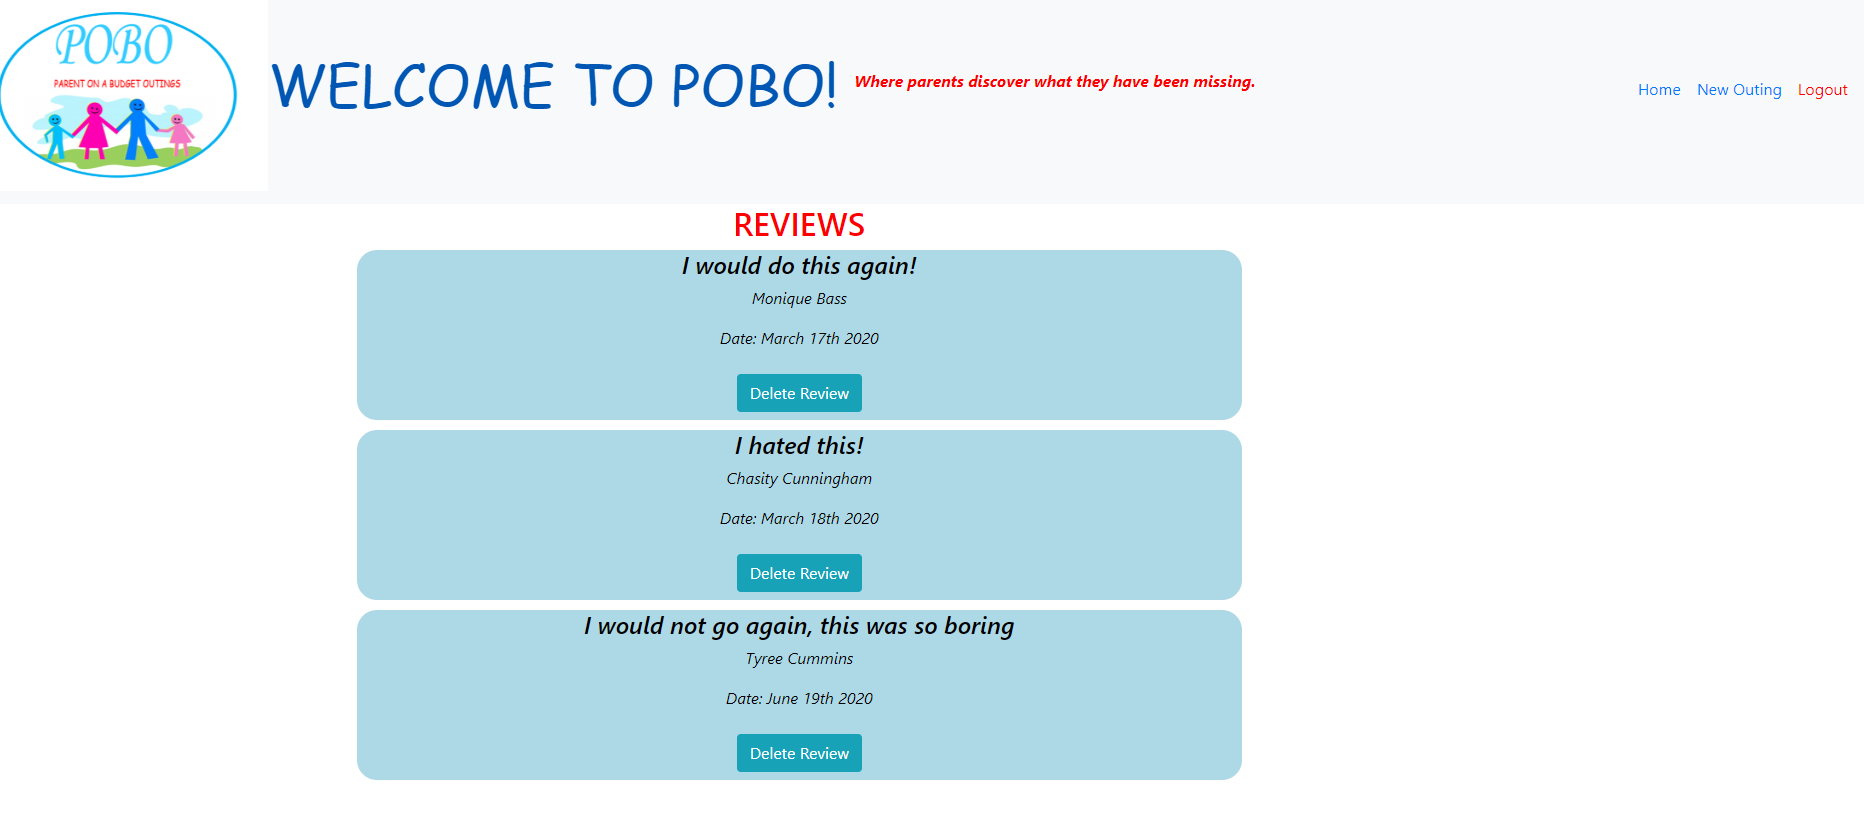 POBO
PARENT ON A BUDGET OUTINGS
WELCOME TO POBO!
Where parents discover what they have been missing.
Home New Outing Logout
REVIEWS
I would do this again!
Monique Bass
Date: March 17th 2020
Delete Review
I hated this!
Chasity Cunningham
Date: March 18th 2020
Delete Review
I would not go again, this was so boring
Tyree Cummins
Date: June 19th 2020
Delete Review